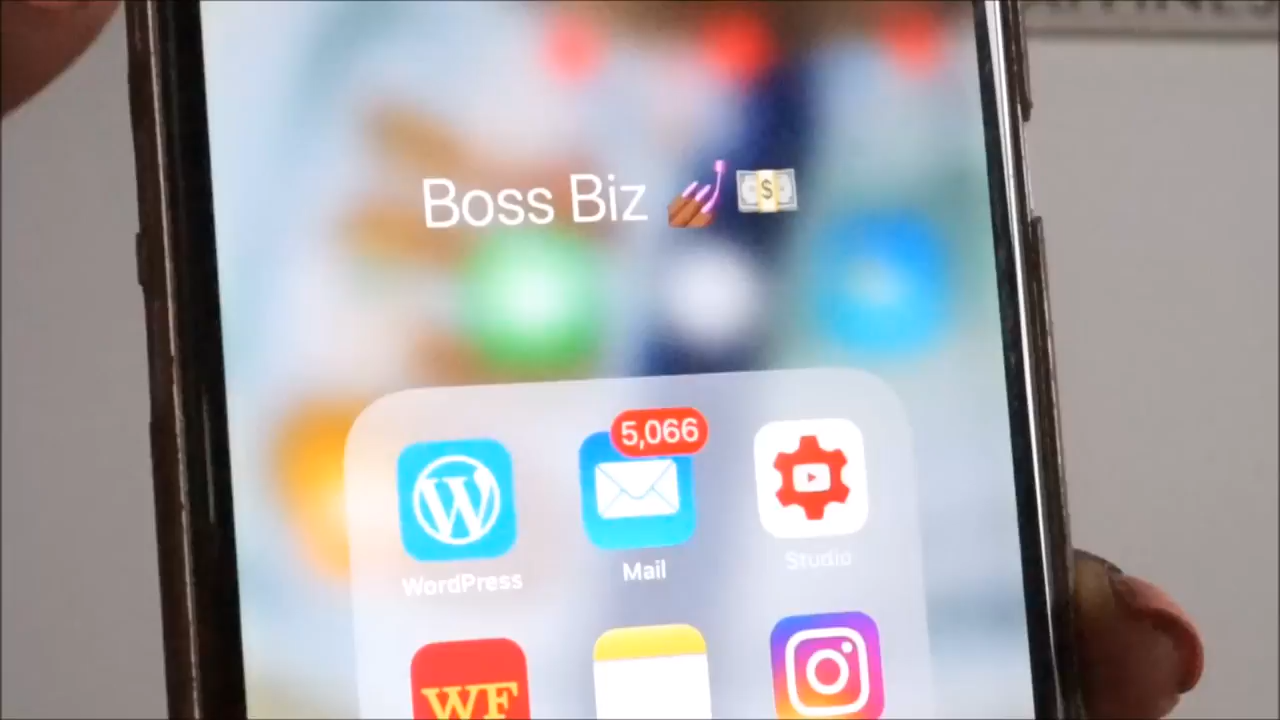 Boss Biz 💅🏾 💵
5,066
WordPress
Mail
Studio
WF